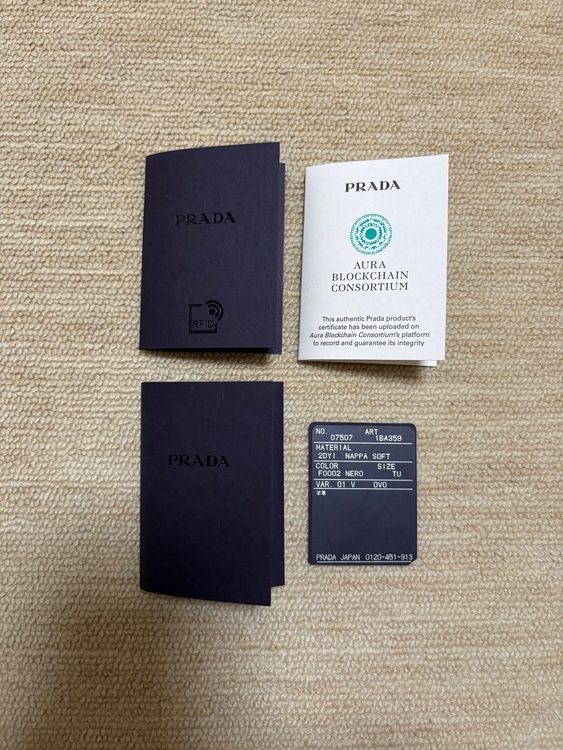 PRADA
RFID
PRADA
AURA
BLOCKCHAIN
CONSORTIUM
This authentic Prada product's
certificate has been uploaded on
Aura Blockchain Consortium's platform
to record and guarantee its integrity
PRADA
NO. ART
07507 1BA359
MATERIAL
2DYI NAPPA SOFT
COLOR SIZE
F0002 NERO TU
VAR. 01 V OVO
羊革
PRADA JAPAN 0120-451-913